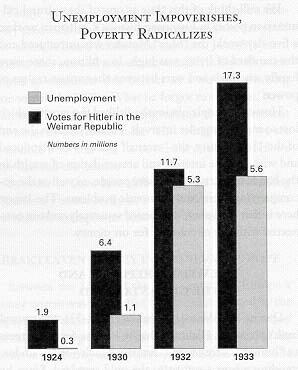 UNEMPLOYMENT IMPOVERISHES,
POVERTY RADICALIZES
Unemployment
Votes for Hitler in the
Weimar Republic
Numbers in millions
17.3
11.7
5.6
5.3
6.4
1.9
1.1
0.3
1924
1930
1932
1933